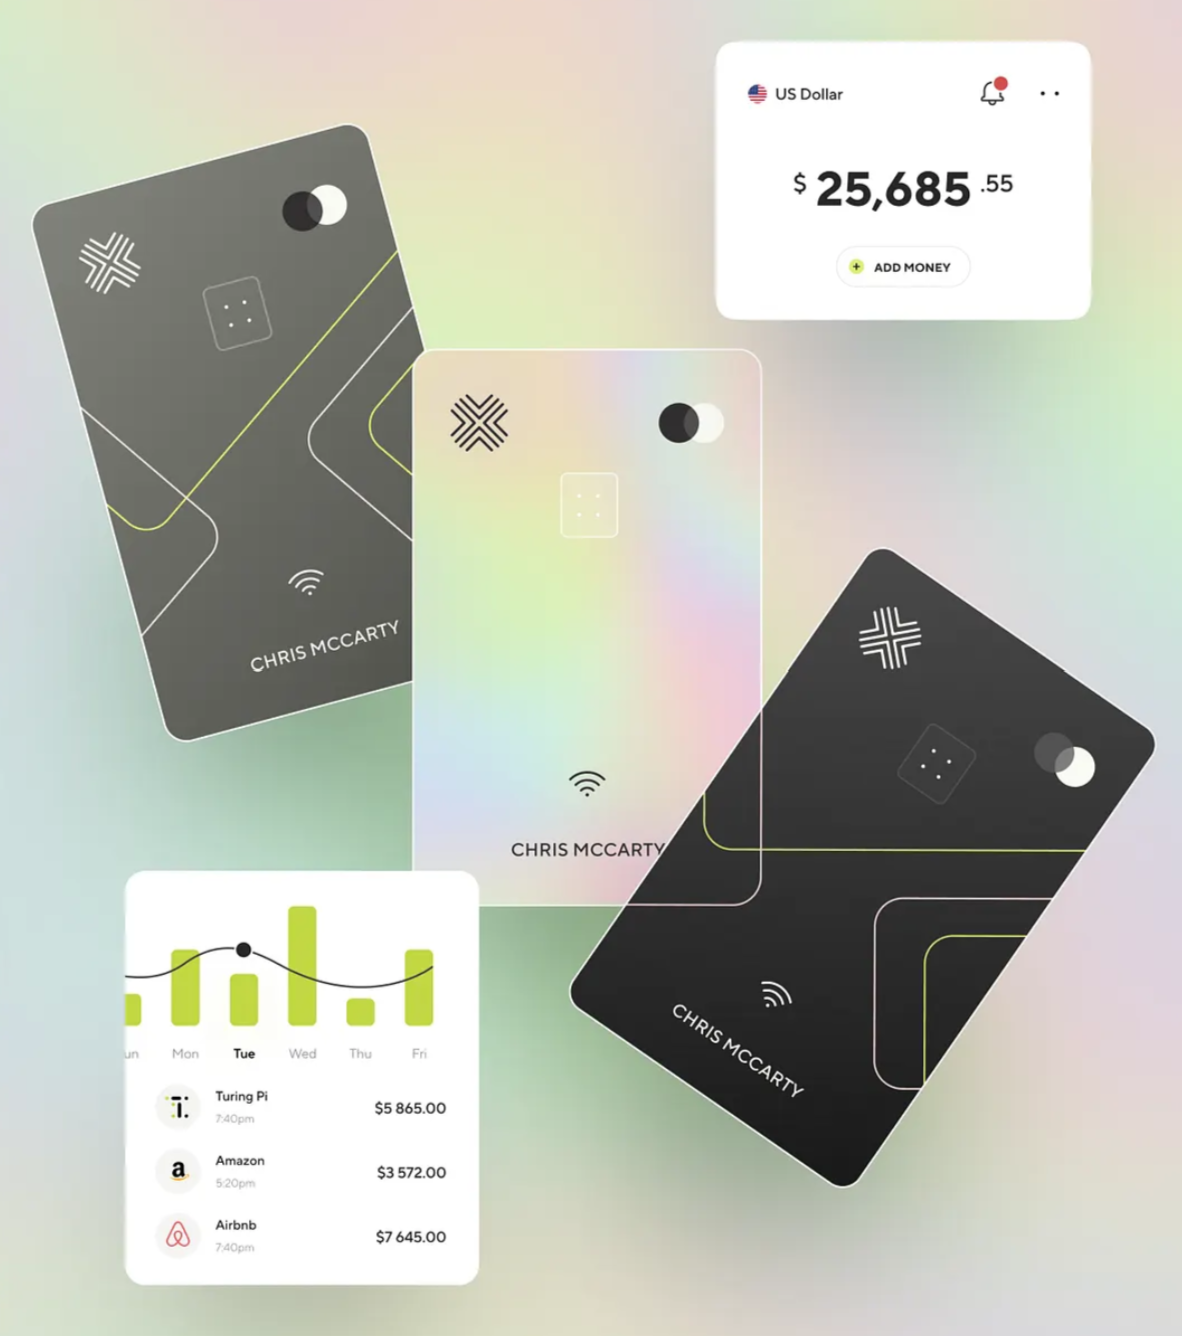 US Dollar
$ 25,685 .55
+ ADD MONEY
CHRIS MCCARTY
CHRIS MCCARTY
CHRIS MCCARTY
un Mon Tue Wed Thu Fri
Turing Pi
7:40pm
$5 865.00
a
Amazon
5:20pm
$3 572.00
Airbnb
7:40pm
$7 645.00